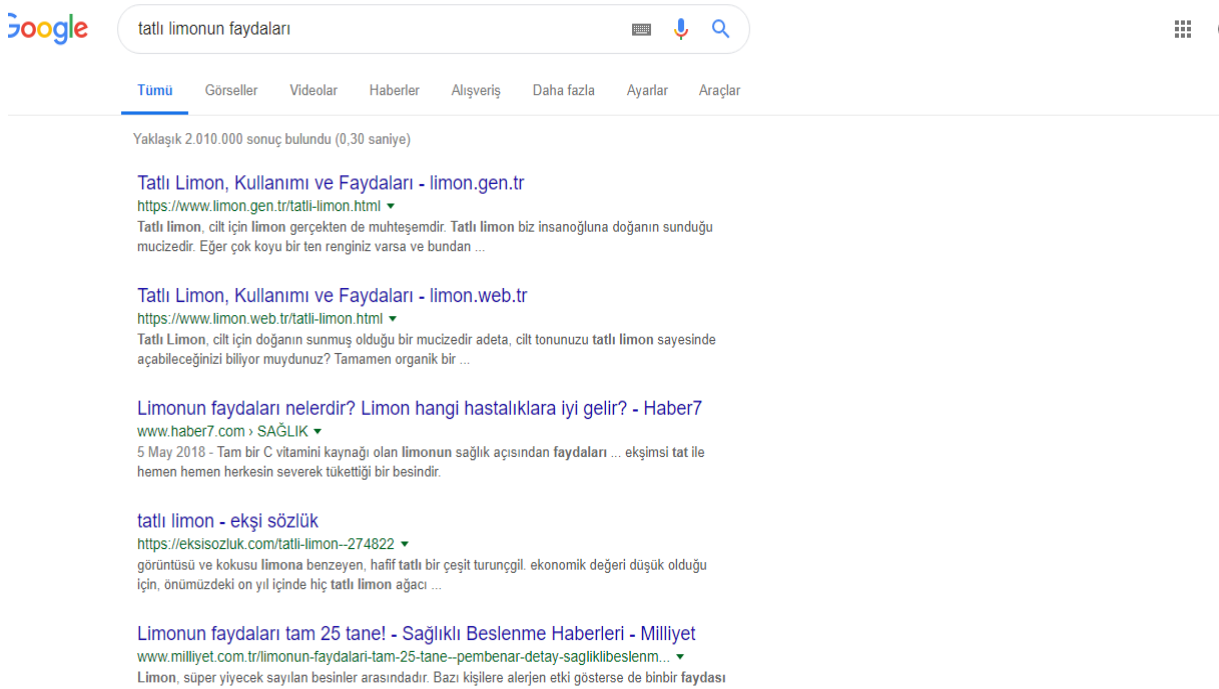 Google
tatlı limonun faydaları
Tümü Görseller Videolar Haberler Alışveriş Daha fazla Ayarlar Araçlar
Yaklaşık 2.010.000 sonuç bulundu (0,30 saniye)
Tatlı Limon, Kullanımı ve Faydaları - limon.gen.tr
https://www.limon.gen.tr/tatli-limon.html
Tatlı limon, cilt için limon gerçekten de muhteşemdir. Tatlı limon biz insanoğluna doğanın sunduğu
mucizedir. Eğer çok koyu bir ten renginiz varsa ve bundan ...
Tatlı Limon, Kullanımı ve Faydaları - limon.web.tr
https://www.limon.web.tr/tatli-limon.html
Tatlı Limon, cilt için doğanın sunmuş olduğu bir mucizedir adeta, cilt tonunuzu tatlı limon sayesinde
açabileceğinizi biliyor muydunuz? Tamamen organik bir ...
Limonun faydaları nelerdir? Limon hangi hastalıklara iyi gelir? - Haber7
www.haber7.com › SAĞLIK
5 May 2018 - Tam bir C vitamini kaynağı olan limonun sağlık açısından faydaları ... ekşimsi tat ile
hemen hemen herkesin severek tükettiği bir besindir.
tatlı limon - ekşi sözlük
https://eksisozluk.com/tatli-limon--274822
görüntüsü ve kokusu limona benzeyen, hafif tatlı bir çeşit turunçgil. ekonomik değeri düşük olduğu
için, önümüzdeki on yıl içinde hiç tatlı limon ağacı ...
Limonun faydaları tam 25 tane! - Sağlıklı Beslenme Haberleri - Milliyet
www.milliyet.com.tr/limonun-faydalari-tam-25-tane--pembenar-detay-sagliklibeslenm...
Limon, süper yiyecek sayılan besinler arasındadır. Bazı kişilere alerjen etki gösterse de binbir faydası